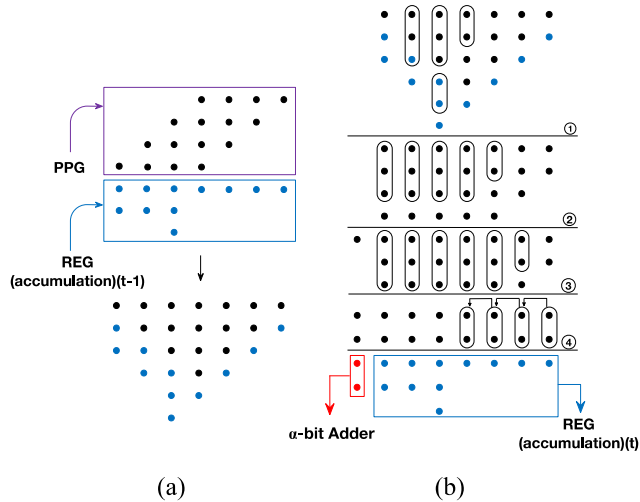 PPG
REG
(accumulation)(t-1)
(a)
①
②
③
④
α-bit Adder
REG
(accumulation)(t)
(b)